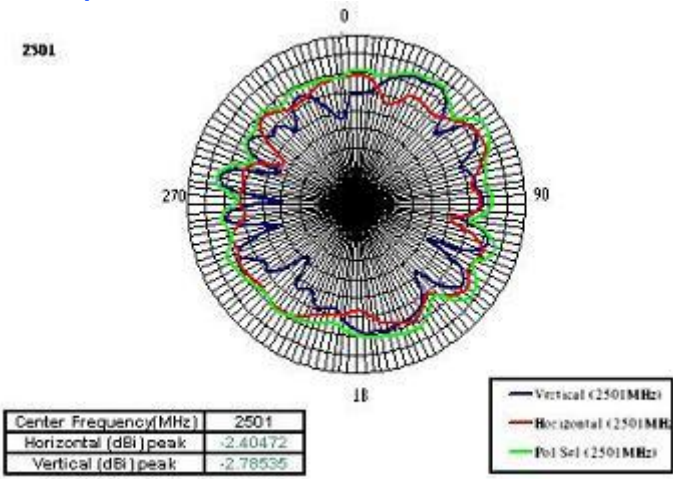 0
2501
270
90
18
Center Frequency(MHz) 2501
Horizontal (dBi) peak -2.40472
Vertical (dBi) peak -2.78535
Vertical (2501MHz)
Horizontal (2501MHz
Pol Sel (2501MHz)